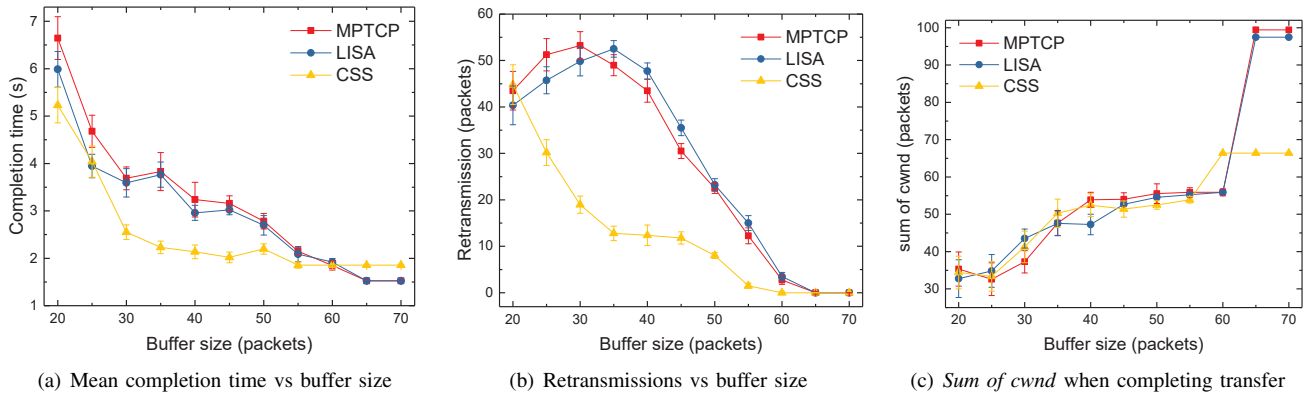 7
6
5
4
3
2
1
Completion time (s)
MPTCP
LISA
CSS
20 30 40 50 60 70
Buffer size (packets)
(a) Mean completion time vs buffer size
60
50
40
30
20
10
0
Retransmission (packets)
MPTCP
LISA
CSS
20 30 40 50 60 70
Buffer size (packets)
(b) Retransmissions vs buffer size
100
90
80
70
60
50
40
30
sum of cwnd (packets)
MPTCP
LISA
CSS
20 30 40 50 60 70
Buffer size (packets)
(c) Sum of cwnd when completing transfer